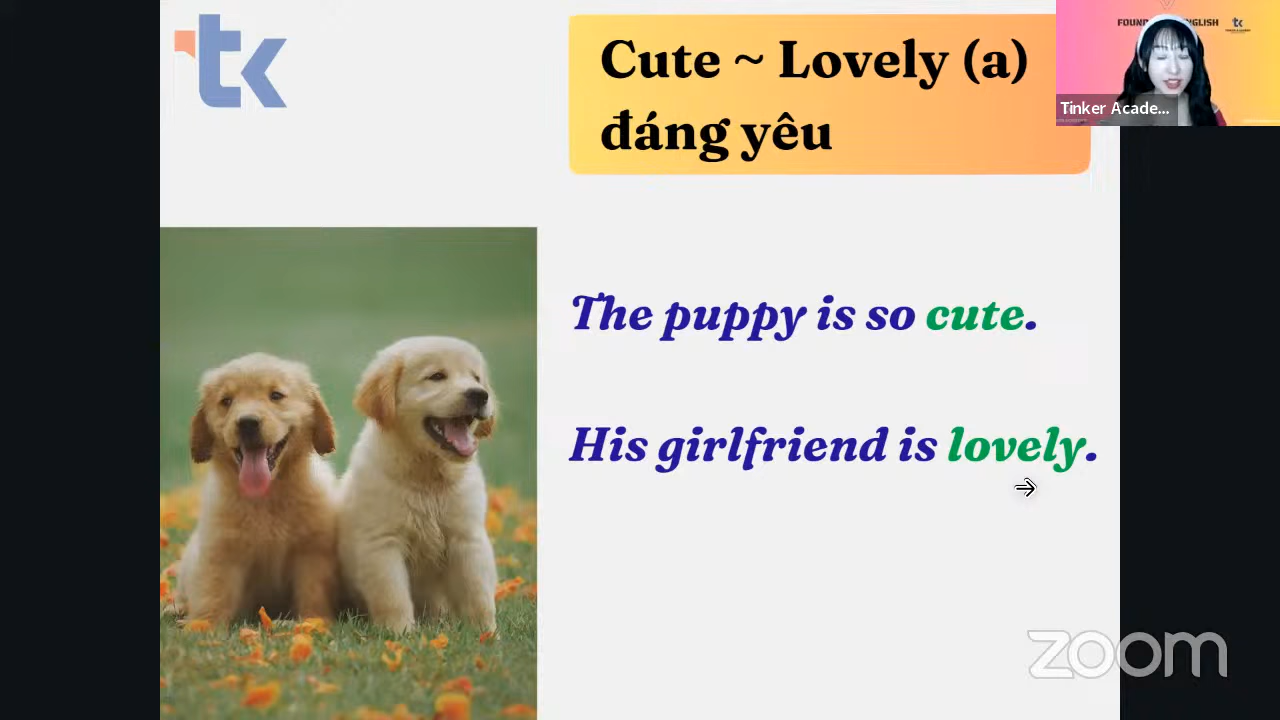 tk
Cute ~ Lovely (a)
đáng yêu
Tinker Acade...
The puppy is so cute.
His girlfriend is lovely.
zoom